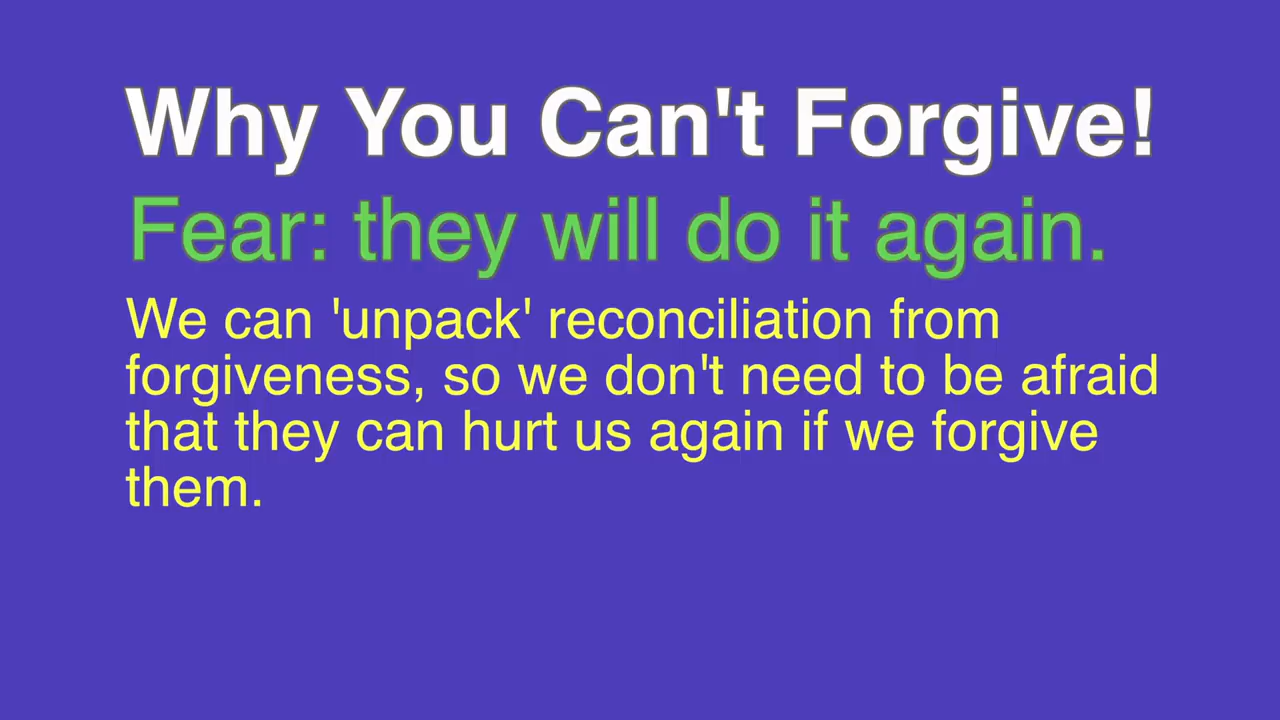 Why You Can't Forgive!
Fear: they will do it again.
We can 'unpack' reconciliation from
forgiveness, so we don't need to be afraid
that they can hurt us again if we forgive
them.